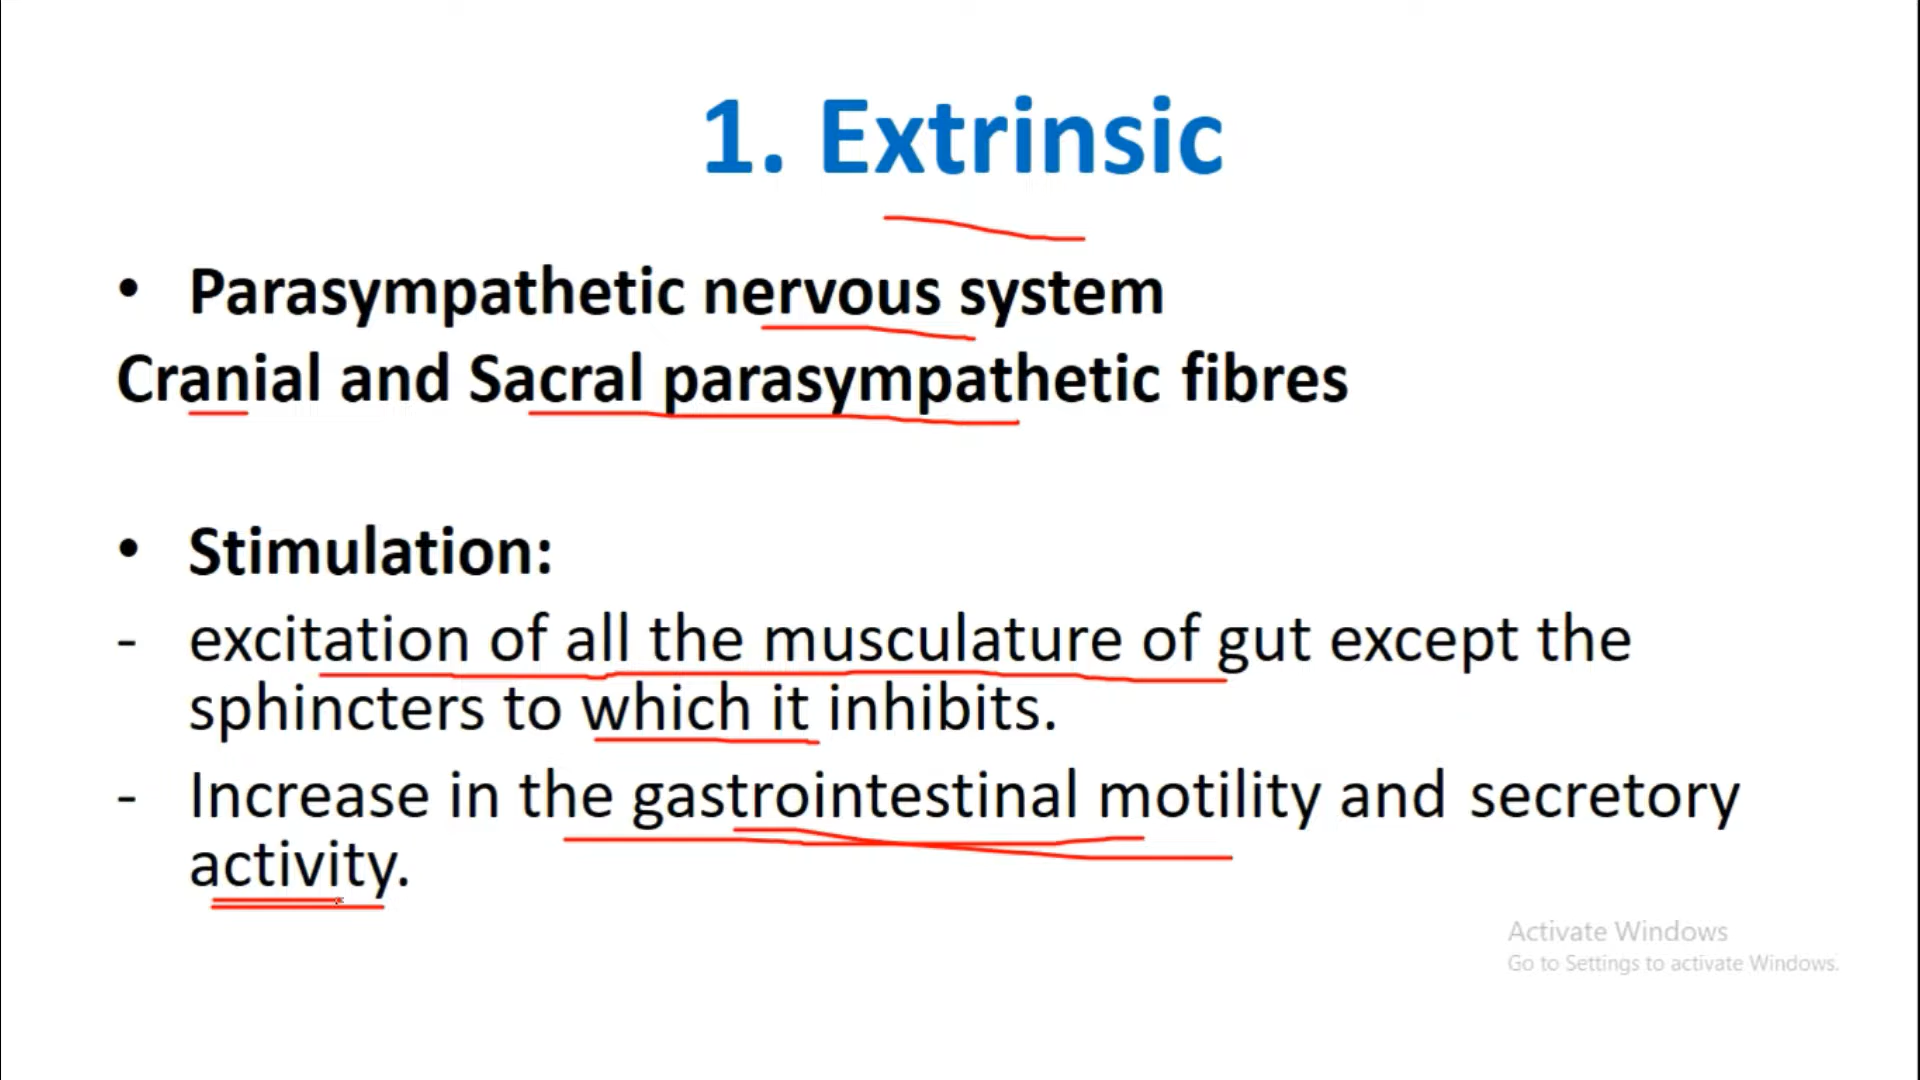 1. Extrinsic
• Parasympathetic nervous system
Cranial and Sacral parasympathetic fibres
• Stimulation:
- excitation of all the musculature of gut except the
sphincters to which it inhibits.
- Increase in the gastrointestinal motility and secretory
activity.
Activate Windows
Go to Settings to activate Windows.